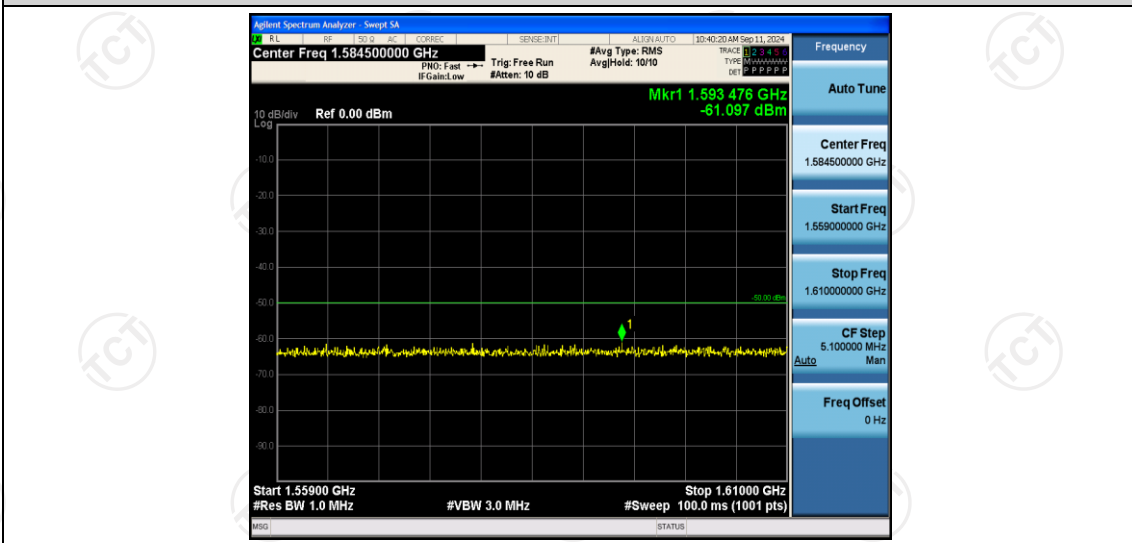 Agilent Spectrum Analyzer - Swept SA
RL RF 50 Ω AC CORREC SENSE:INT ALIGN AUTO 10:40:20 AM Sep 11, 2024
Center Freq 1.584500000 GHz
PNO: Fast
IFGain:Low
Trig: Free Run
#Atten: 10 dB
#Avg Type: RMS
Avg|Hold: 10/10
TRACE 1 2 3 4 5 6
TYPE M W W W W W
DET P P P P P P
Mkr1 1.593 476 GHz
-61.097 dBm
10 dB/div Ref 0.00 dBm
Log
-10.0
-20.0
-30.0
-40.0
-50.0
-50.00 dBm
1
-60.0
-70.0
-80.0
-90.0
Start 1.55900 GHz Stop 1.61000 GHz
#Res BW 1.0 MHz #VBW 3.0 MHz #Sweep 100.0 ms (1001 pts)
MSG STATUS
Frequency
Auto Tune
Center Freq
1.584500000 GHz
Start Freq
1.559000000 GHz
Stop Freq
1.610000000 GHz
CF Step
5.100000 MHz
Auto Man
Freq Offset
0 Hz
TCT
TCT
TCT
TCT